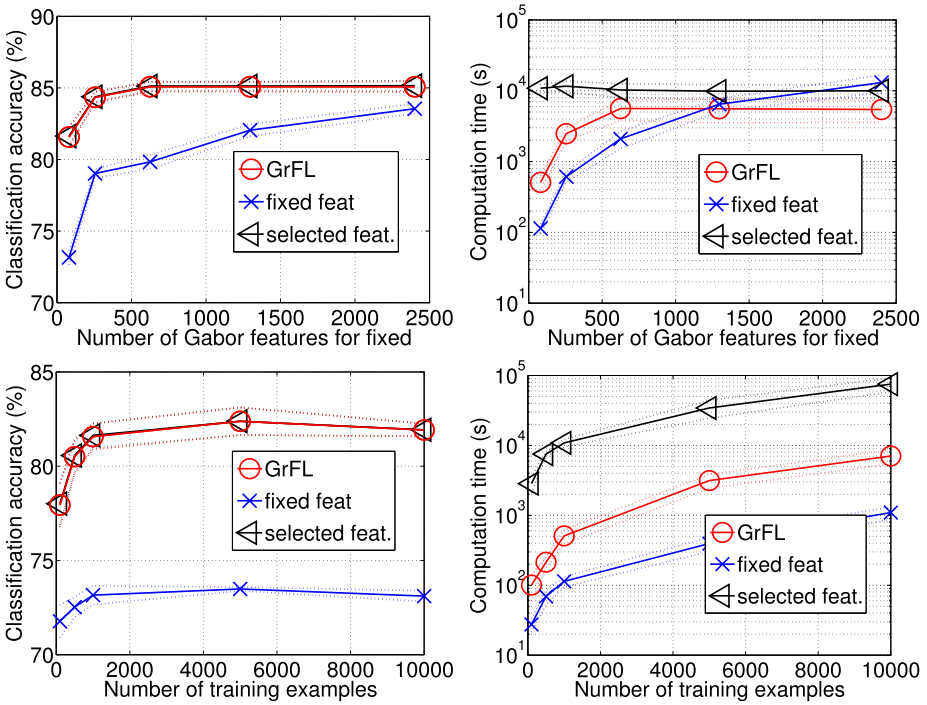 Classification accuracy (%)
90
85
80
75
70
0 500 1000 1500 2000 2500
Number of Gabor features for fixed
GrFL
fixed feat
selected feat.
Computation time (s)
10^5
10^4
10^3
10^2
10^1
0 500 1000 1500 2000 2500
Number of Gabor features for fixed
GrFL
fixed feat
selected feat.
Classification accuracy (%)
85
80
75
70
0 2000 4000 6000 8000 10000
Number of training examples
GrFL
fixed feat
selected feat.
Computation time (s)
10^5
10^4
10^3
10^2
10^1
0 2000 4000 6000 8000 10000
Number of training examples
GrFL
fixed feat
selected feat.